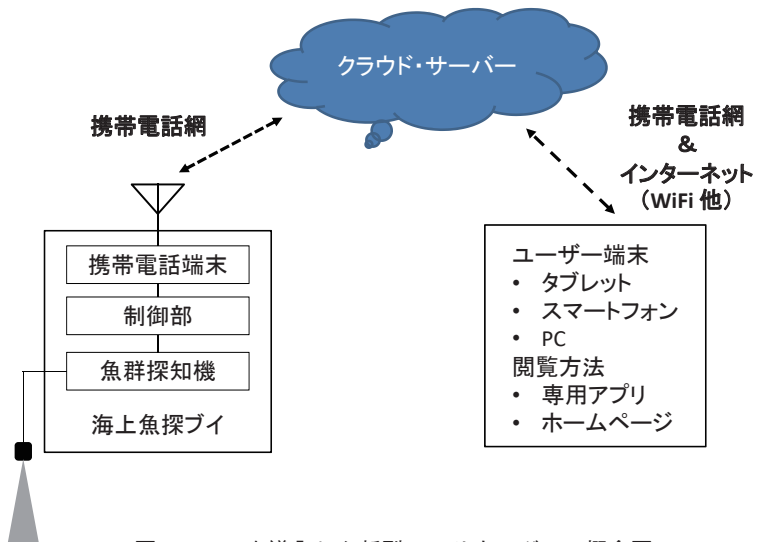 クラウド・サーバー
携帯電話網
携帯電話網
&
インターネット
(WiFi 他)
携帯電話端末
制御部
魚群探知機
海上魚探ブイ
ユーザー端末
• タブレット
• スマートフォン
• PC
閲覧方法
• 専用アプリ
• ホームページ